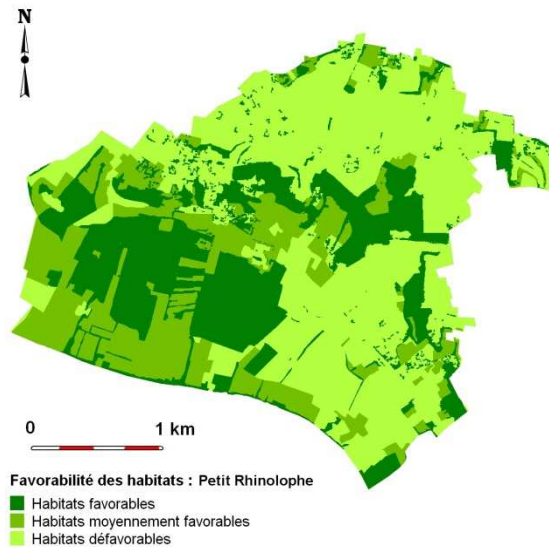 N
0 1 km
Favorabilité des habitats : Petit Rhinolophe
Habitats favorables
Habitats moyennement favorables
Habitats défavorables